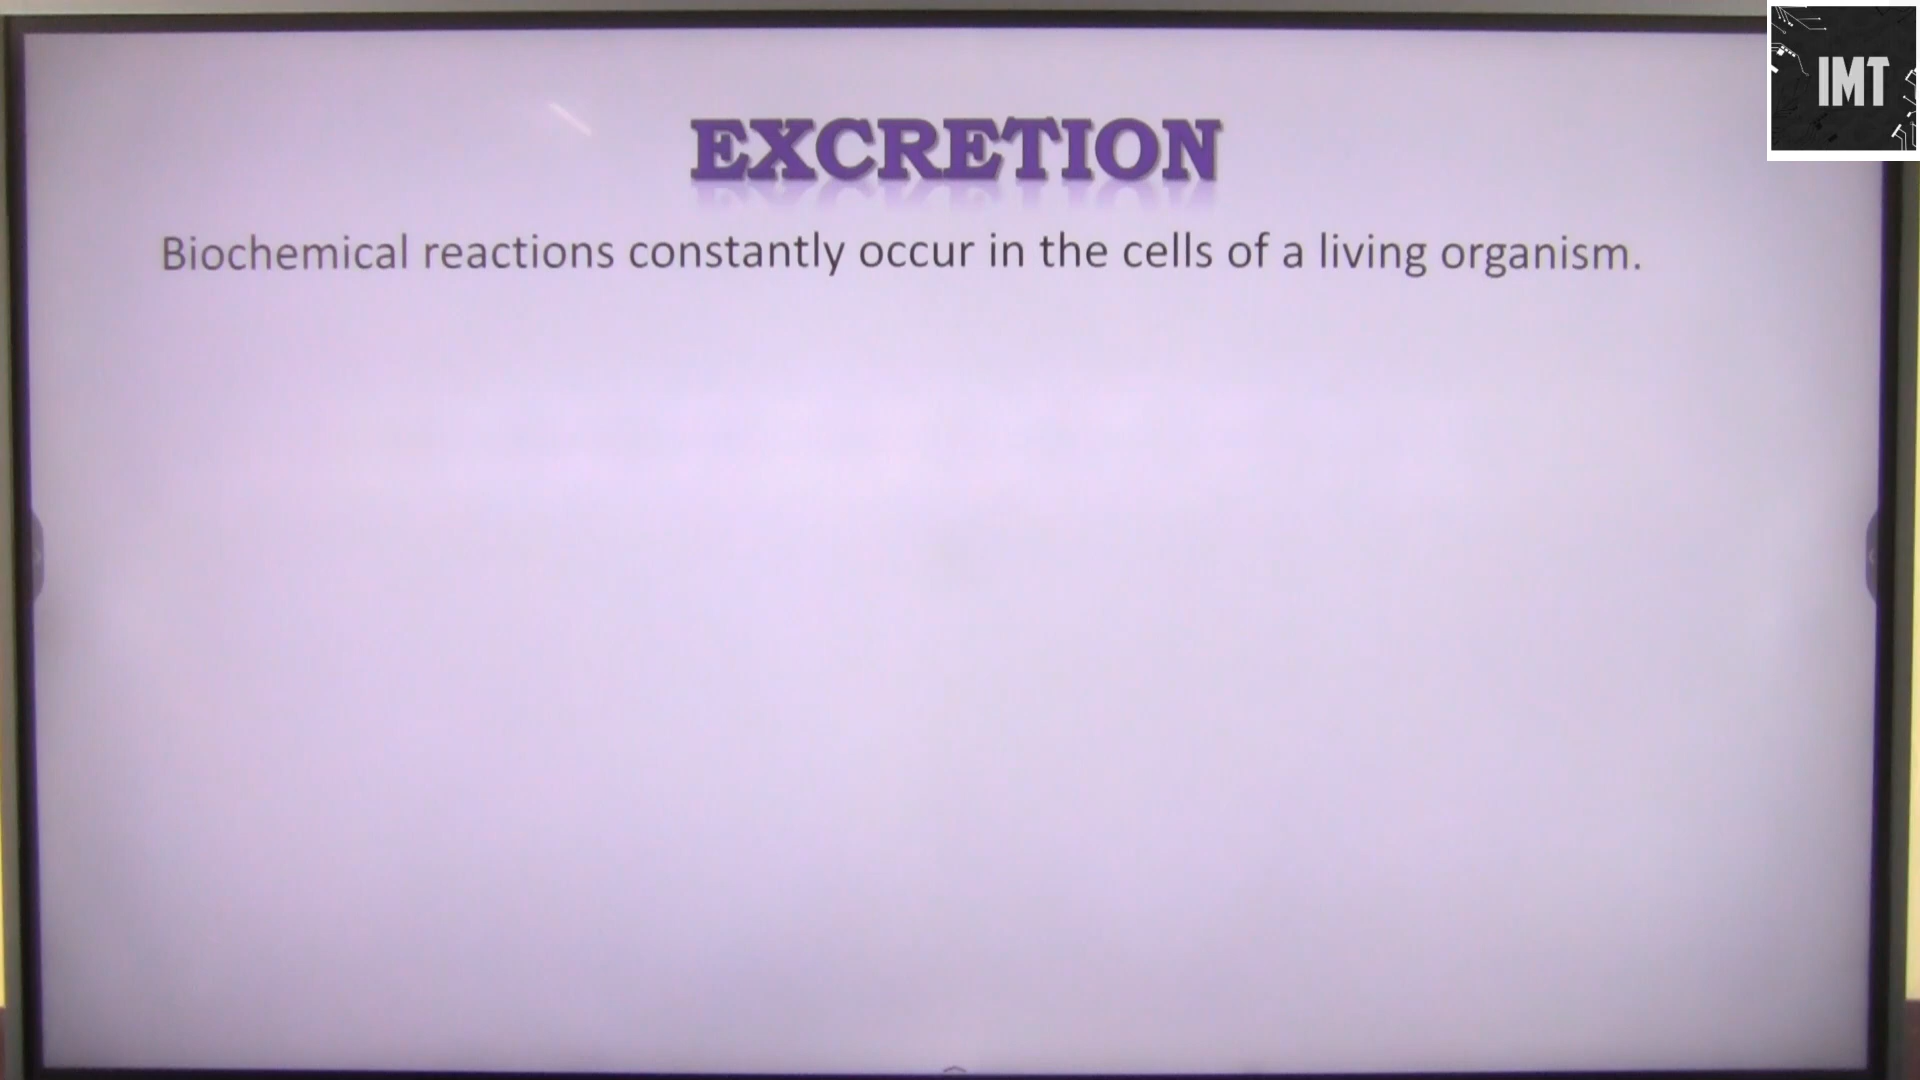 IMT
EXCRETION
Biochemical reactions constantly occur in the cells of a living organism.